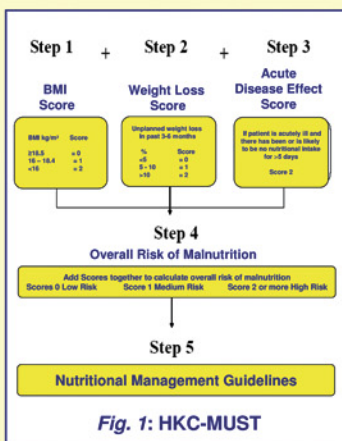 Step 1 + Step 2 + Step 3
BMI Score
Weight Loss Score
Acute Disease Effect Score
BMI kg/m² Score
≥18.5 = 0
16 – 18.4 = 1
<16 = 2
Unplanned weight loss
in past 3-6 months
% Score
<5 = 0
5 - 10 = 1
>10 = 2
If patient is acutely ill and
there has been or is likely
to be no nutritional intake
for >5 days
Score 2
Step 4
Overall Risk of Malnutrition
Add Scores together to calculate overall risk of malnutrition
Scores 0 Low Risk Score 1 Medium Risk Score 2 or more High Risk
Step 5
Nutritional Management Guidelines
Fig. 1: HKC-MUST